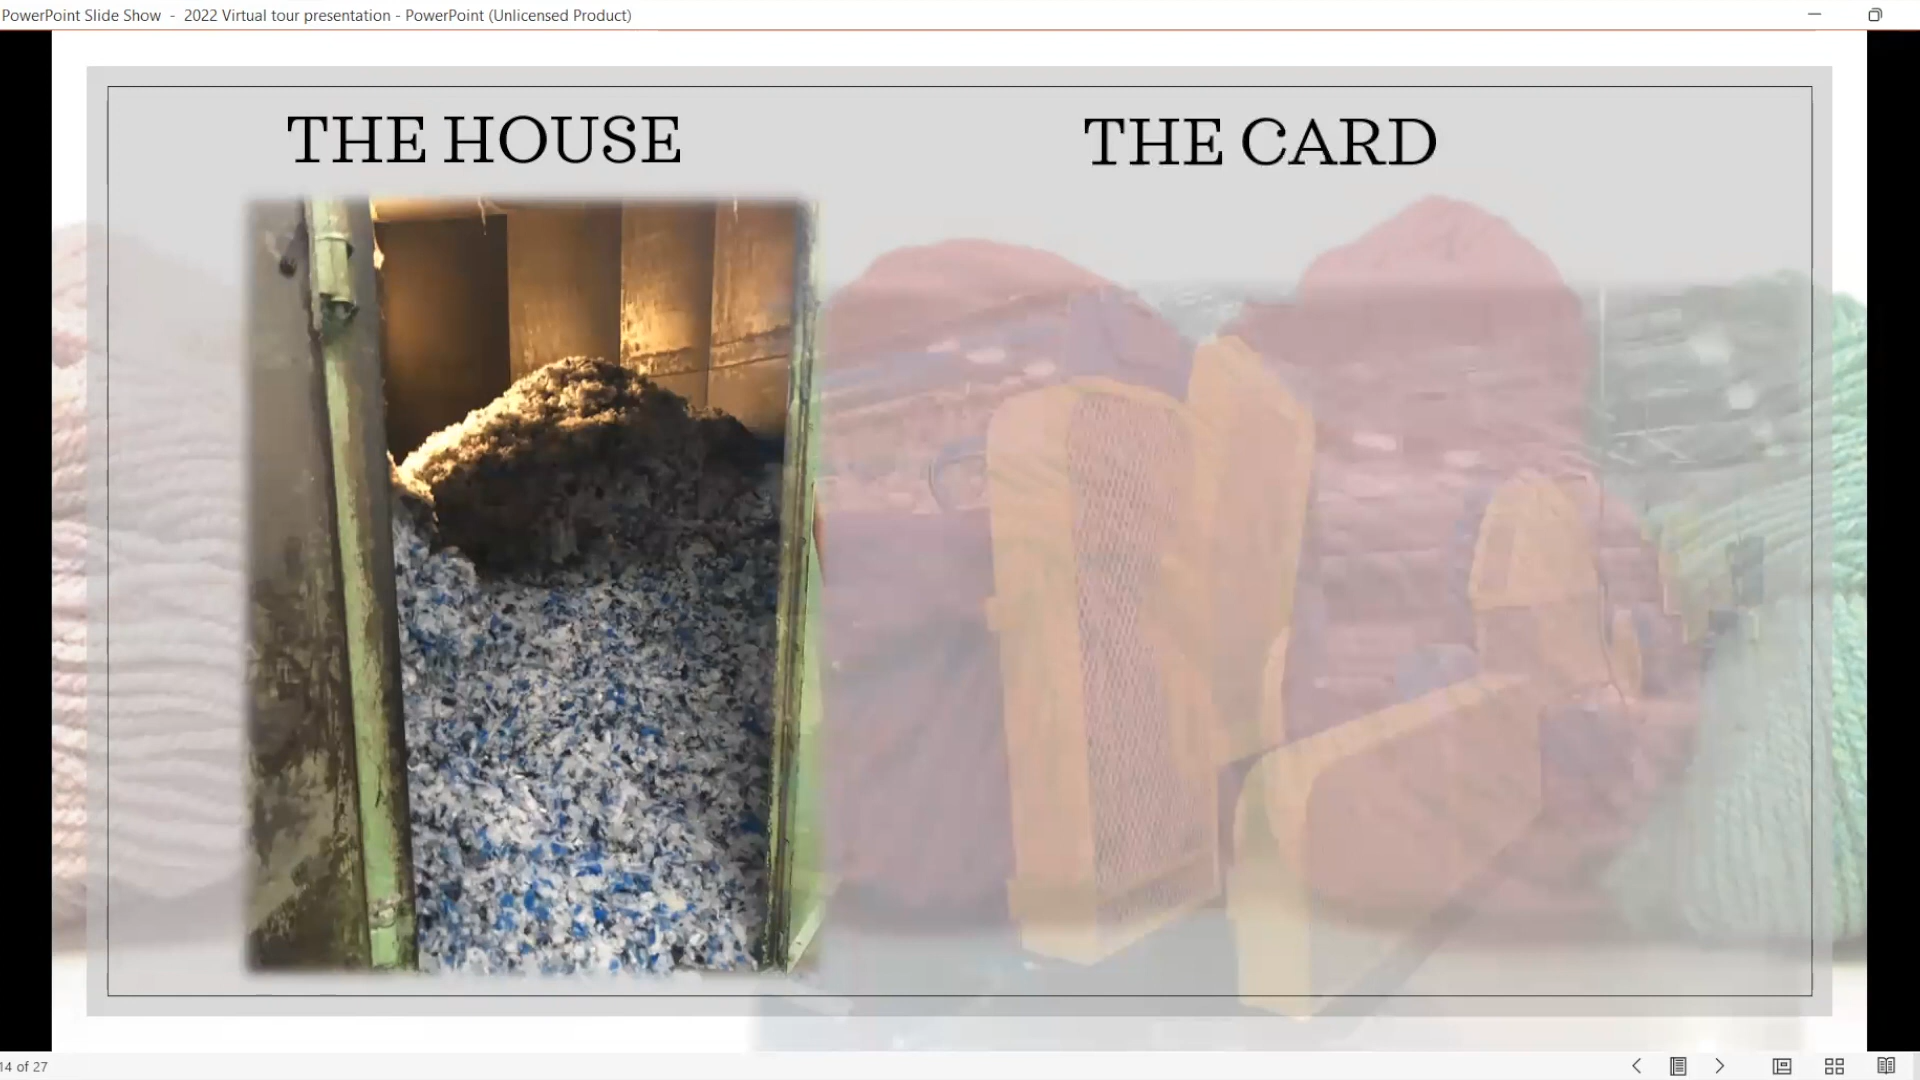 PowerPoint Slide Show - 2022 Virtual tour presentation - PowerPoint (Unlicensed Product)
THE HOUSE
THE CARD
14 of 27